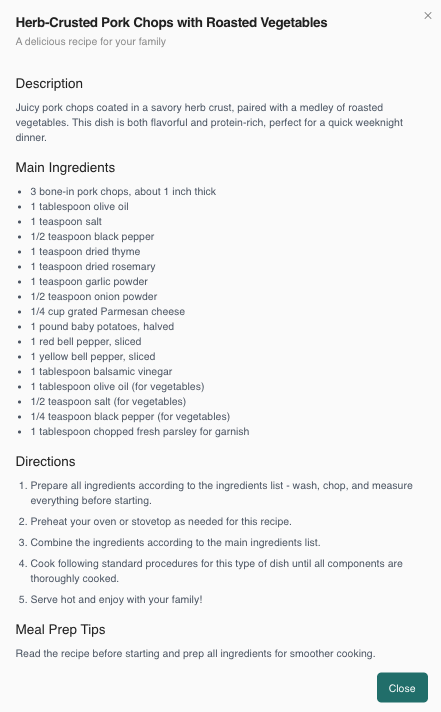 Herb-Crusted Pork Chops with Roasted Vegetables
×
A delicious recipe for your family
Description
Juicy pork chops coated in a savory herb crust, paired with a medley of roasted
vegetables. This dish is both flavorful and protein-rich, perfect for a quick weeknight
dinner.
Main Ingredients
• 3 bone-in pork chops, about 1 inch thick
• 1 tablespoon olive oil
• 1 teaspoon salt
• 1/2 teaspoon black pepper
• 1 teaspoon dried thyme
• 1 teaspoon dried rosemary
• 1 teaspoon garlic powder
• 1/2 teaspoon onion powder
• 1/4 cup grated Parmesan cheese
• 1 pound baby potatoes, halved
• 1 red bell pepper, sliced
• 1 yellow bell pepper, sliced
• 1 tablespoon balsamic vinegar
• 1 tablespoon olive oil (for vegetables)
• 1/2 teaspoon salt (for vegetables)
• 1/4 teaspoon black pepper (for vegetables)
• 1 tablespoon chopped fresh parsley for garnish
Directions
1. Prepare all ingredients according to the ingredients list - wash, chop, and measure
everything before starting.
2. Preheat your oven or stovetop as needed for this recipe.
3. Combine the ingredients according to the main ingredients list.
4. Cook following standard procedures for this type of dish until all components are
thoroughly cooked.
5. Serve hot and enjoy with your family!
Meal Prep Tips
Read the recipe before starting and prep all ingredients for smoother cooking.
Close